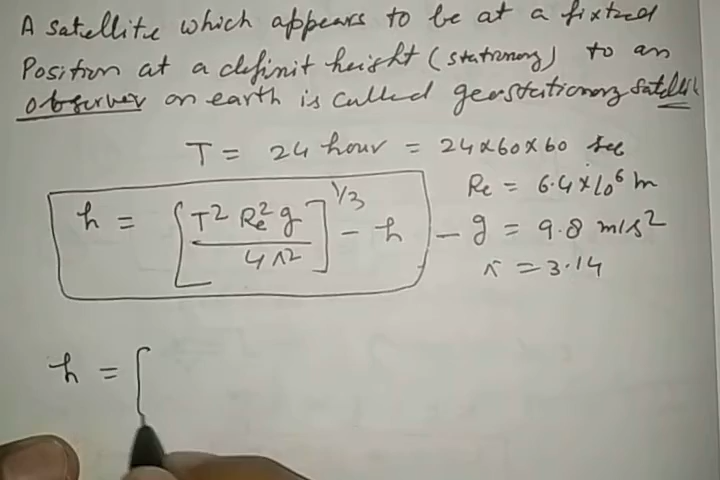 A satellite which appears to be at a fixted
Position at a definit height (stationary) to an
observer on earth is called geostationary satellite
T = 24 hour = 24×60×60 sec
Re = 6.4×10⁶ m
h = [T² Re² g / 4π²]^1/3 - h - g = 9.8 m/s²
π = 3.14
h = [